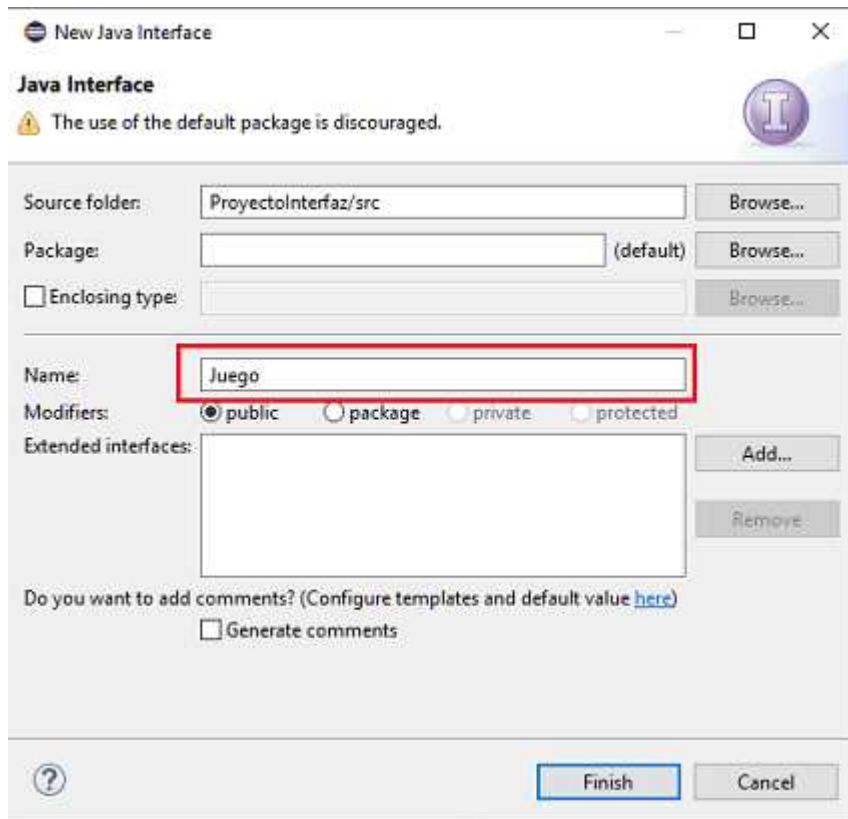 New Java Interface
Java Interface
The use of the default package is discouraged.
Source folder: ProyectoInterfaz/src Browse...
Package: (default) Browse...
Enclosing type: Browse...
Name: Juego
Modifiers: public package private protected
Extended interfaces: Add...
Remove
Do you want to add comments? (Configure templates and default value here)
Generate comments
Finish Cancel